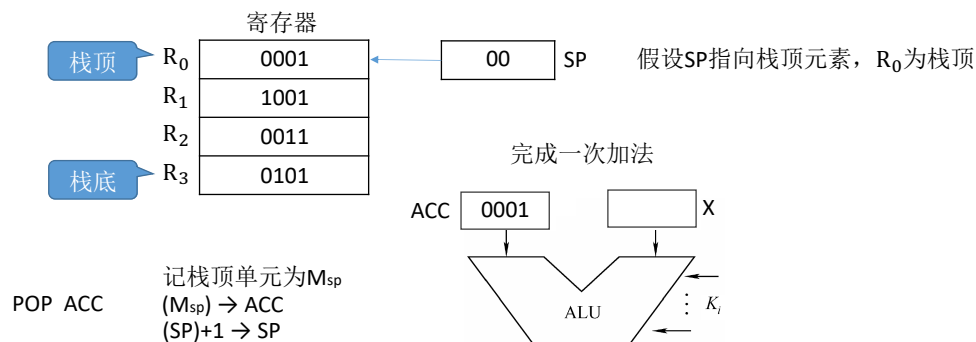 寄存器
栈顶 R0 0001 00 SP 假设SP指向栈顶元素，R0为栈顶
R1 1001
R2 0011
栈底 R3 0101
完成一次加法
ACC 0001 X
记栈顶单元为Msp
POP ACC (Msp) → ACC
(SP)+1 → SP
ALU ⋮ Ki